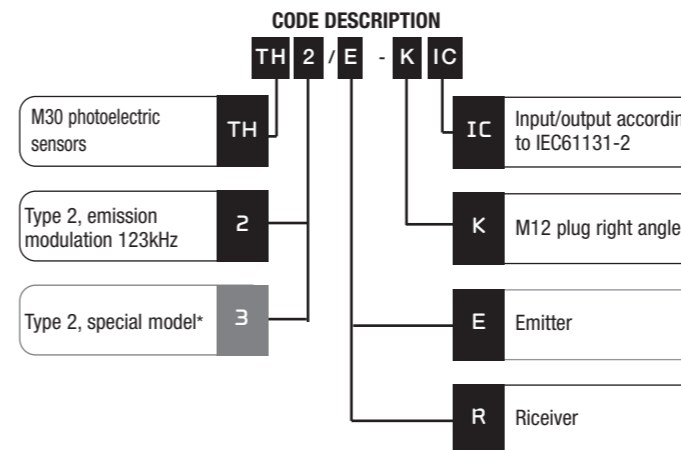 CODE DESCRIPTION
TH 2 / E - K IC
M30 photoelectric
sensors
TH
Type 2, emission
modulation 123kHz
2
Type 2, special model*
3
IC
Input/output accordin
to IEC61131-2
K
M12 plug right angle
E
Emitter
R
Riceiver